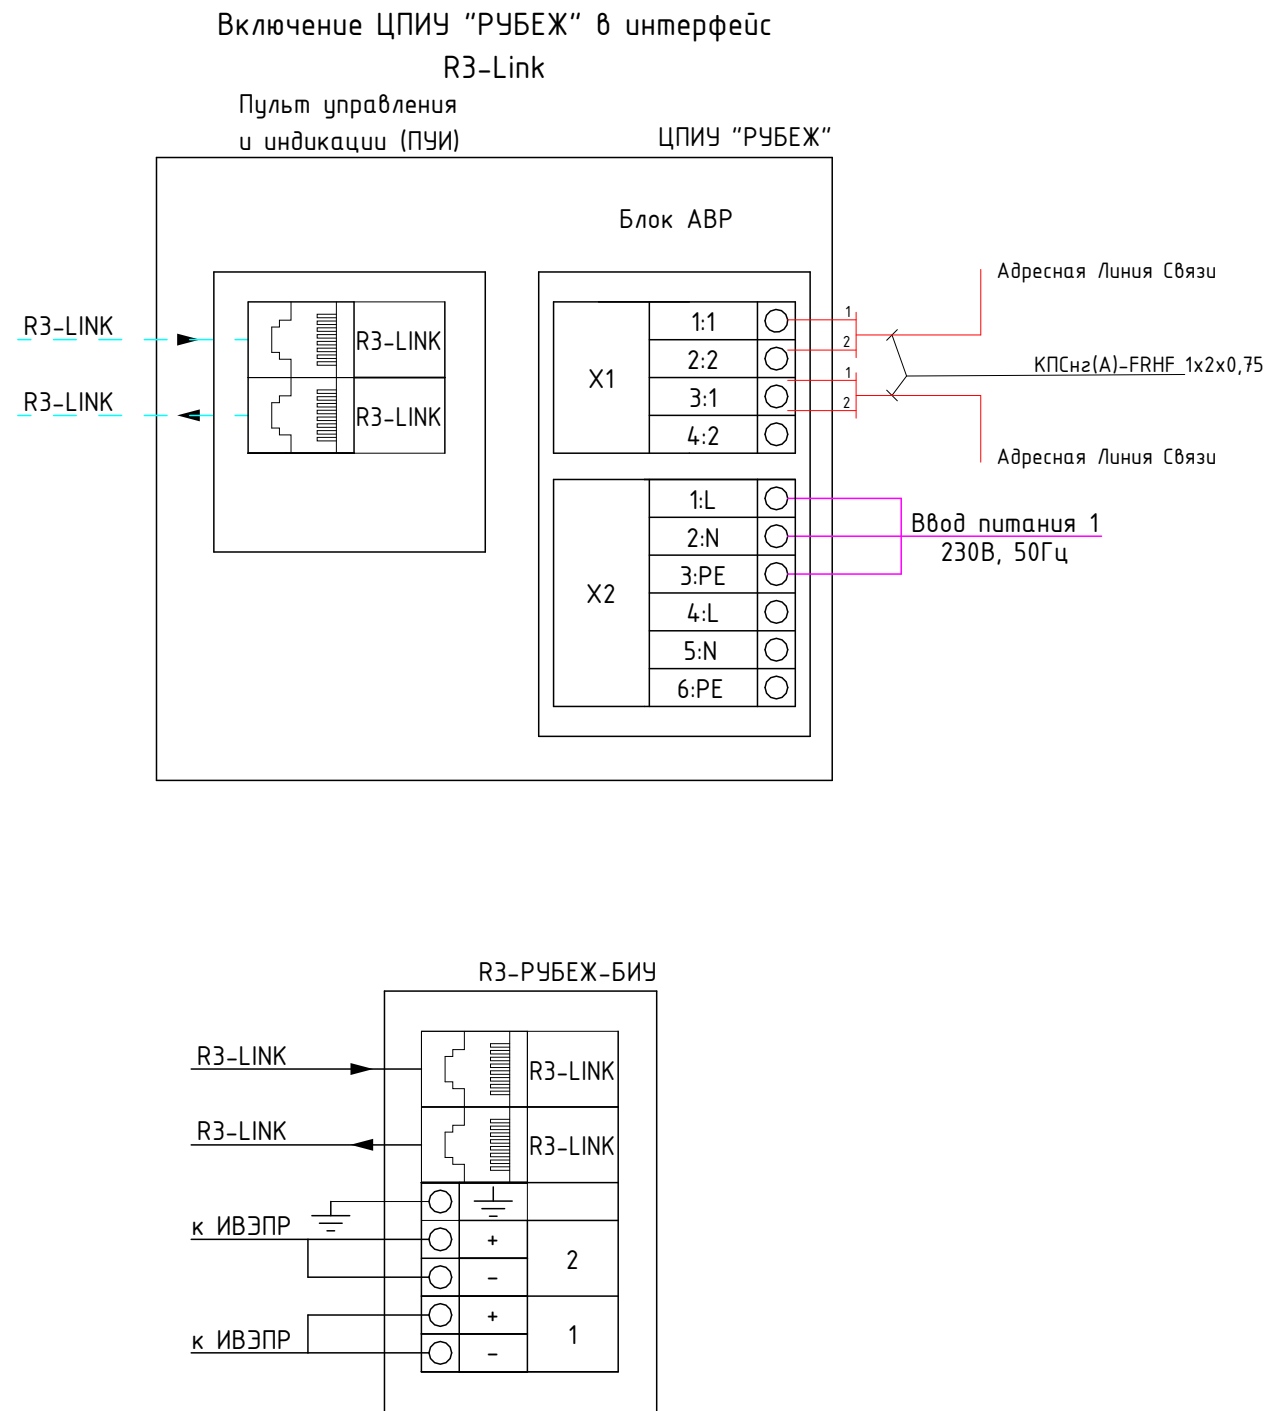 Включение ЦПИУ "РУБЕЖ" в интерфейс
R3-Link
Пульт управления
и индикации (ПУИ)
ЦПИУ "РУБЕЖ"
Блок АВР
R3-LINK
R3-LINK
R3-LINK
R3-LINK
X1
1:1
2:2
3:1
4:2
1
2
1
2
Адресная Линия Связи
КПСнг(А)-FRHF 1x2x0,75
Адресная Линия Связи
X2
1:L
2:N
3:PE
4:L
5:N
6:PE
Ввод питания 1
230В, 50Гц
R3-РУБЕЖ-БИУ
R3-LINK
R3-LINK
R3-LINK
R3-LINK
к ИВЭПР
+
-
2
к ИВЭПР
+
-
1